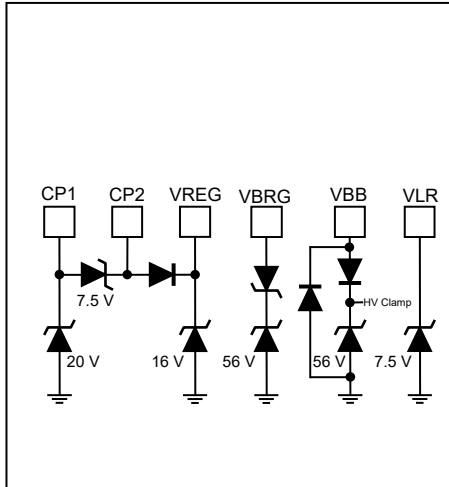 CP1 CP2 VREG VBRG VBB VLR
HV Clamp
7.5 V
20 V 16 V 56 V 56 V 7.5 V